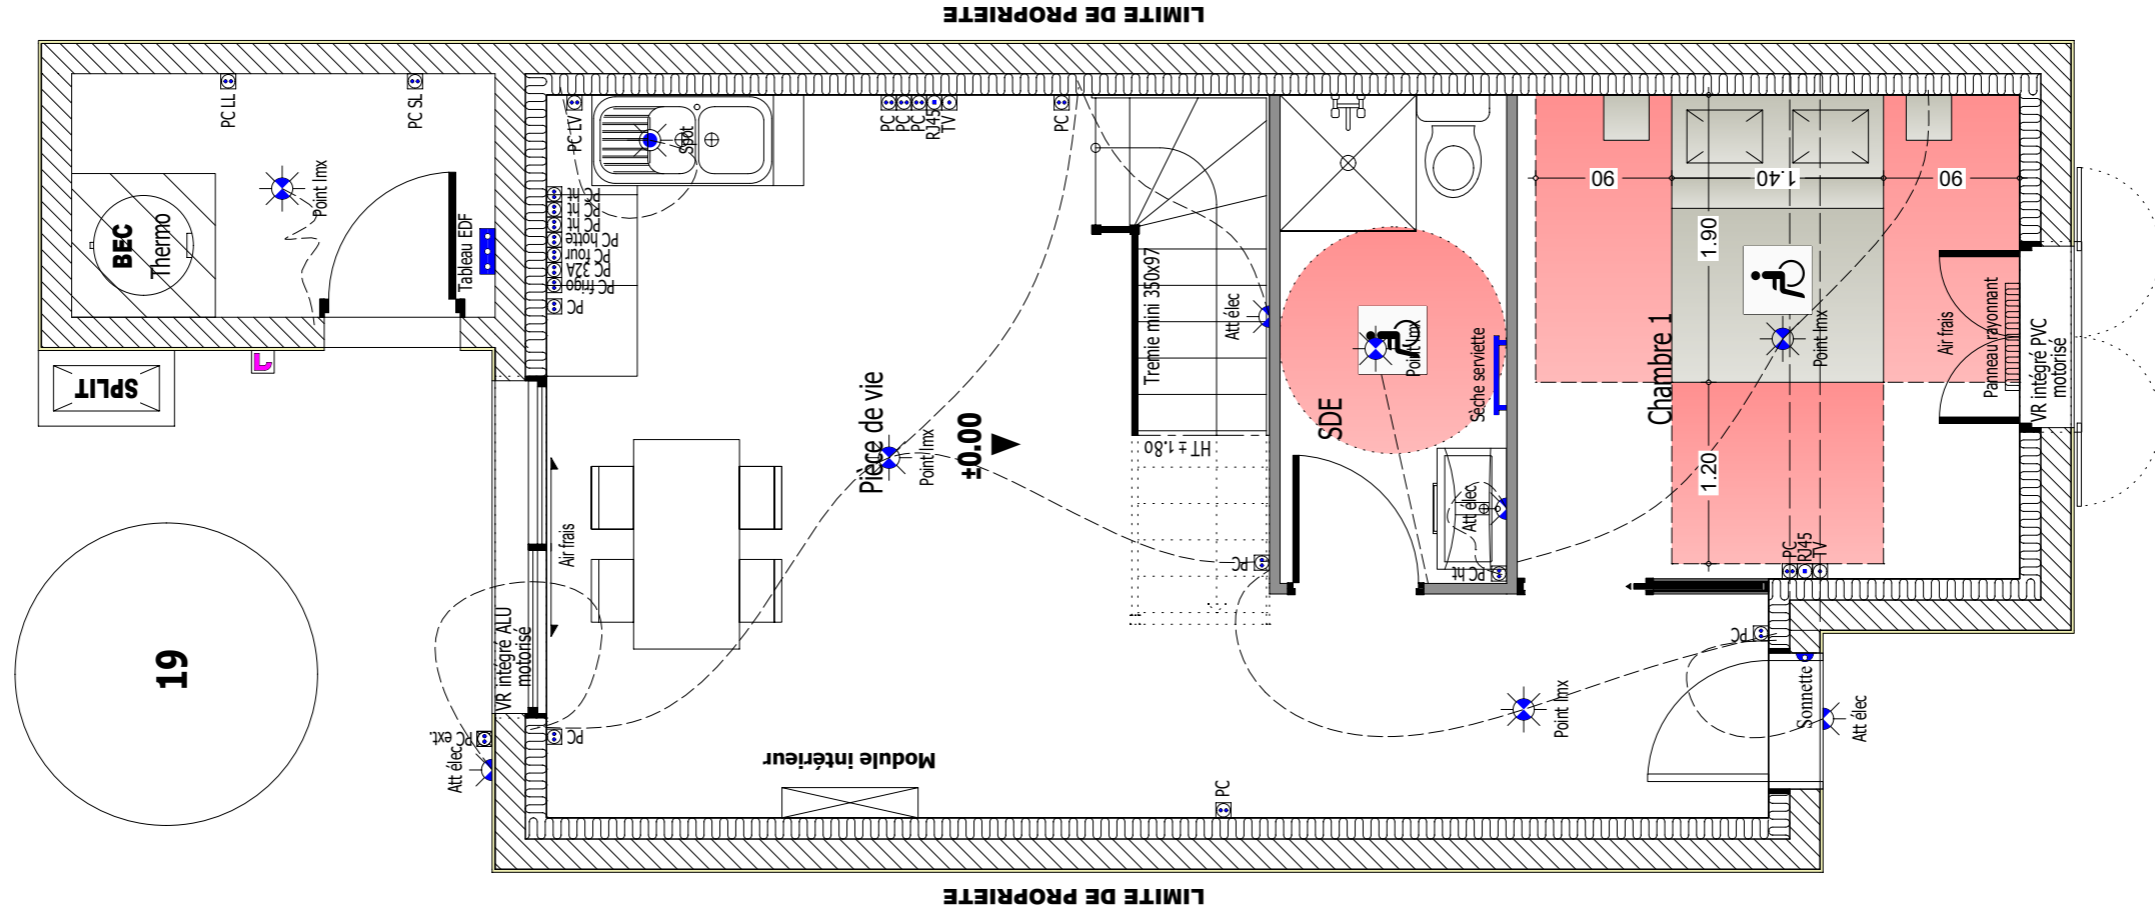 LIMITE DE PROPRIETE
PC LL
PC SL
Point lmx
BEC
Thermo
Tableau EDF
SPLIT
19
PC LV
Spot
PC ht
PC ht
PC ht
PC hotte
PC four
PC 32A
PC frigo
PC
PC
PC
PC
RJ45
TV
PC
Pièce de vie
Point lmx
±0.00
Air frais
VR intégré ALU
motorisé
PC ext.
Att élec
PC
Module intérieur
PC
Tremie mini 350x97
HT ± 1.80
Att élec
PC
SDE
Point lmx
Sèche serviette
Att élec
PC ht
Chambre 1
90
1.40
90
1.90
1.20
Point lmx
Air frais
Panneau rayonnant
VR intégré PVC
motorisé
PC
RJ45
TV
PC
Point lmx
Sonnette
Att élec
LIMITE DE PROPRIETE